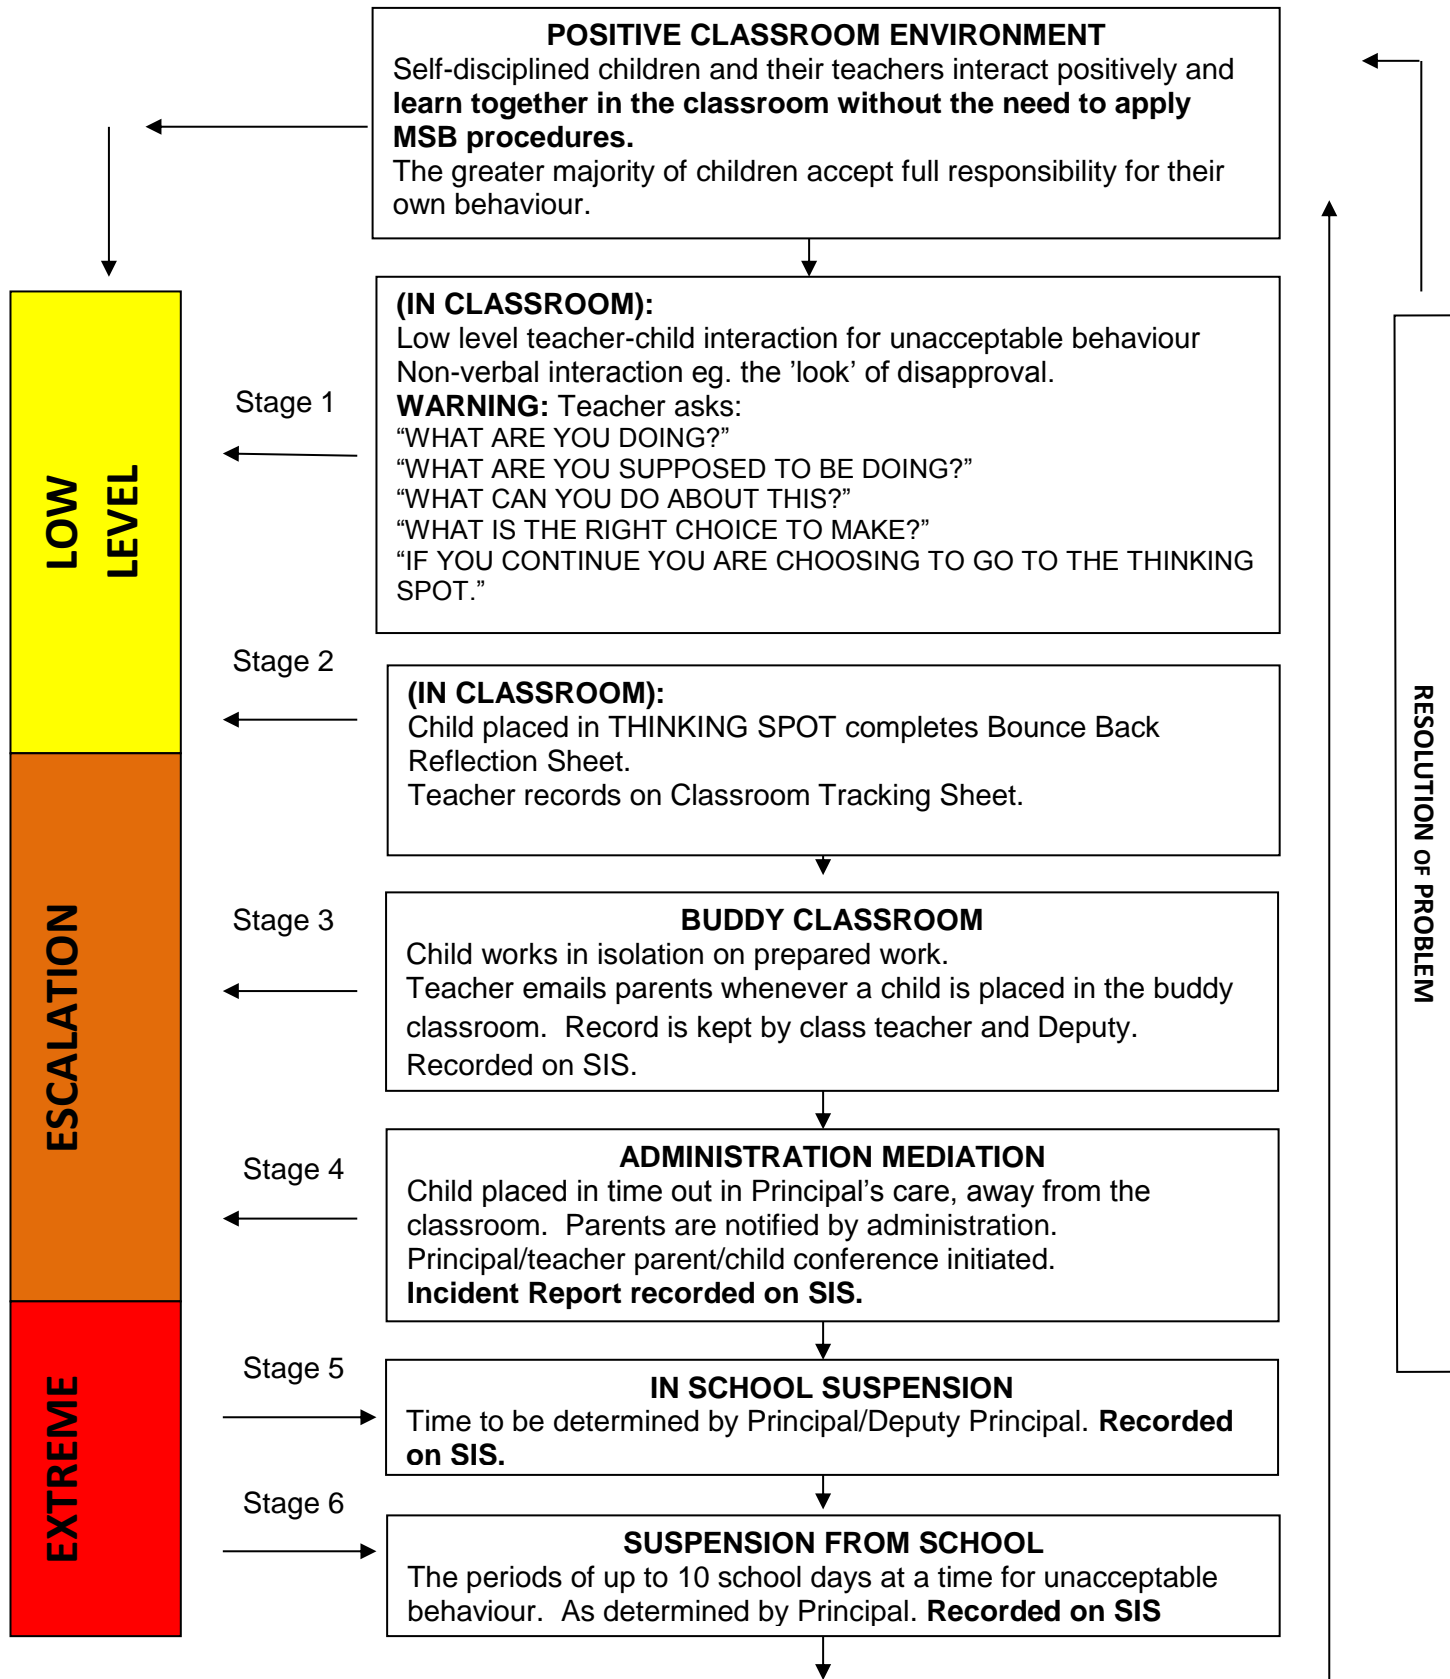 POSITIVE CLASSROOM ENVIRONMENT
Self-disciplined children and their teachers interact positively and
learn together in the classroom without the need to apply
MSB procedures.
The greater majority of children accept full responsibility for their
own behaviour.
LOW
LEVEL
Stage 1
(IN CLASSROOM):
Low level teacher-child interaction for unacceptable behaviour
Non-verbal interaction eg. the ’look’ of disapproval.
WARNING: Teacher asks:
“WHAT ARE YOU DOING?”
“WHAT ARE YOU SUPPOSED TO BE DOING?”
“WHAT CAN YOU DO ABOUT THIS?”
“WHAT IS THE RIGHT CHOICE TO MAKE?”
“IF YOU CONTINUE YOU ARE CHOOSING TO GO TO THE THINKING
SPOT.”
Stage 2
(IN CLASSROOM):
Child placed in THINKING SPOT completes Bounce Back
Reflection Sheet.
Teacher records on Classroom Tracking Sheet.
ESCALATION
Stage 3
BUDDY CLASSROOM
Child works in isolation on prepared work.
Teacher emails parents whenever a child is placed in the buddy
classroom. Record is kept by class teacher and Deputy.
Recorded on SIS.
Stage 4
ADMINISTRATION MEDIATION
Child placed in time out in Principal’s care, away from the
classroom. Parents are notified by administration.
Principal/teacher parent/child conference initiated.
Incident Report recorded on SIS.
EXTREME
Stage 5
IN SCHOOL SUSPENSION
Time to be determined by Principal/Deputy Principal. Recorded
on SIS.
Stage 6
SUSPENSION FROM SCHOOL
The periods of up to 10 school days at a time for unacceptable
behaviour. As determined by Principal. Recorded on SIS
RESOLUTION OF PROBLEM